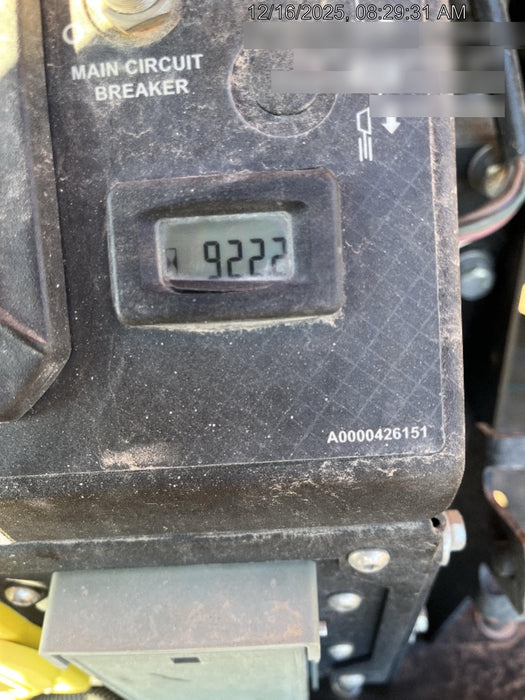 12/16/2025, 08:29:31 AM
MAIN CIRCUIT
BREAKER
9222
A0000426151